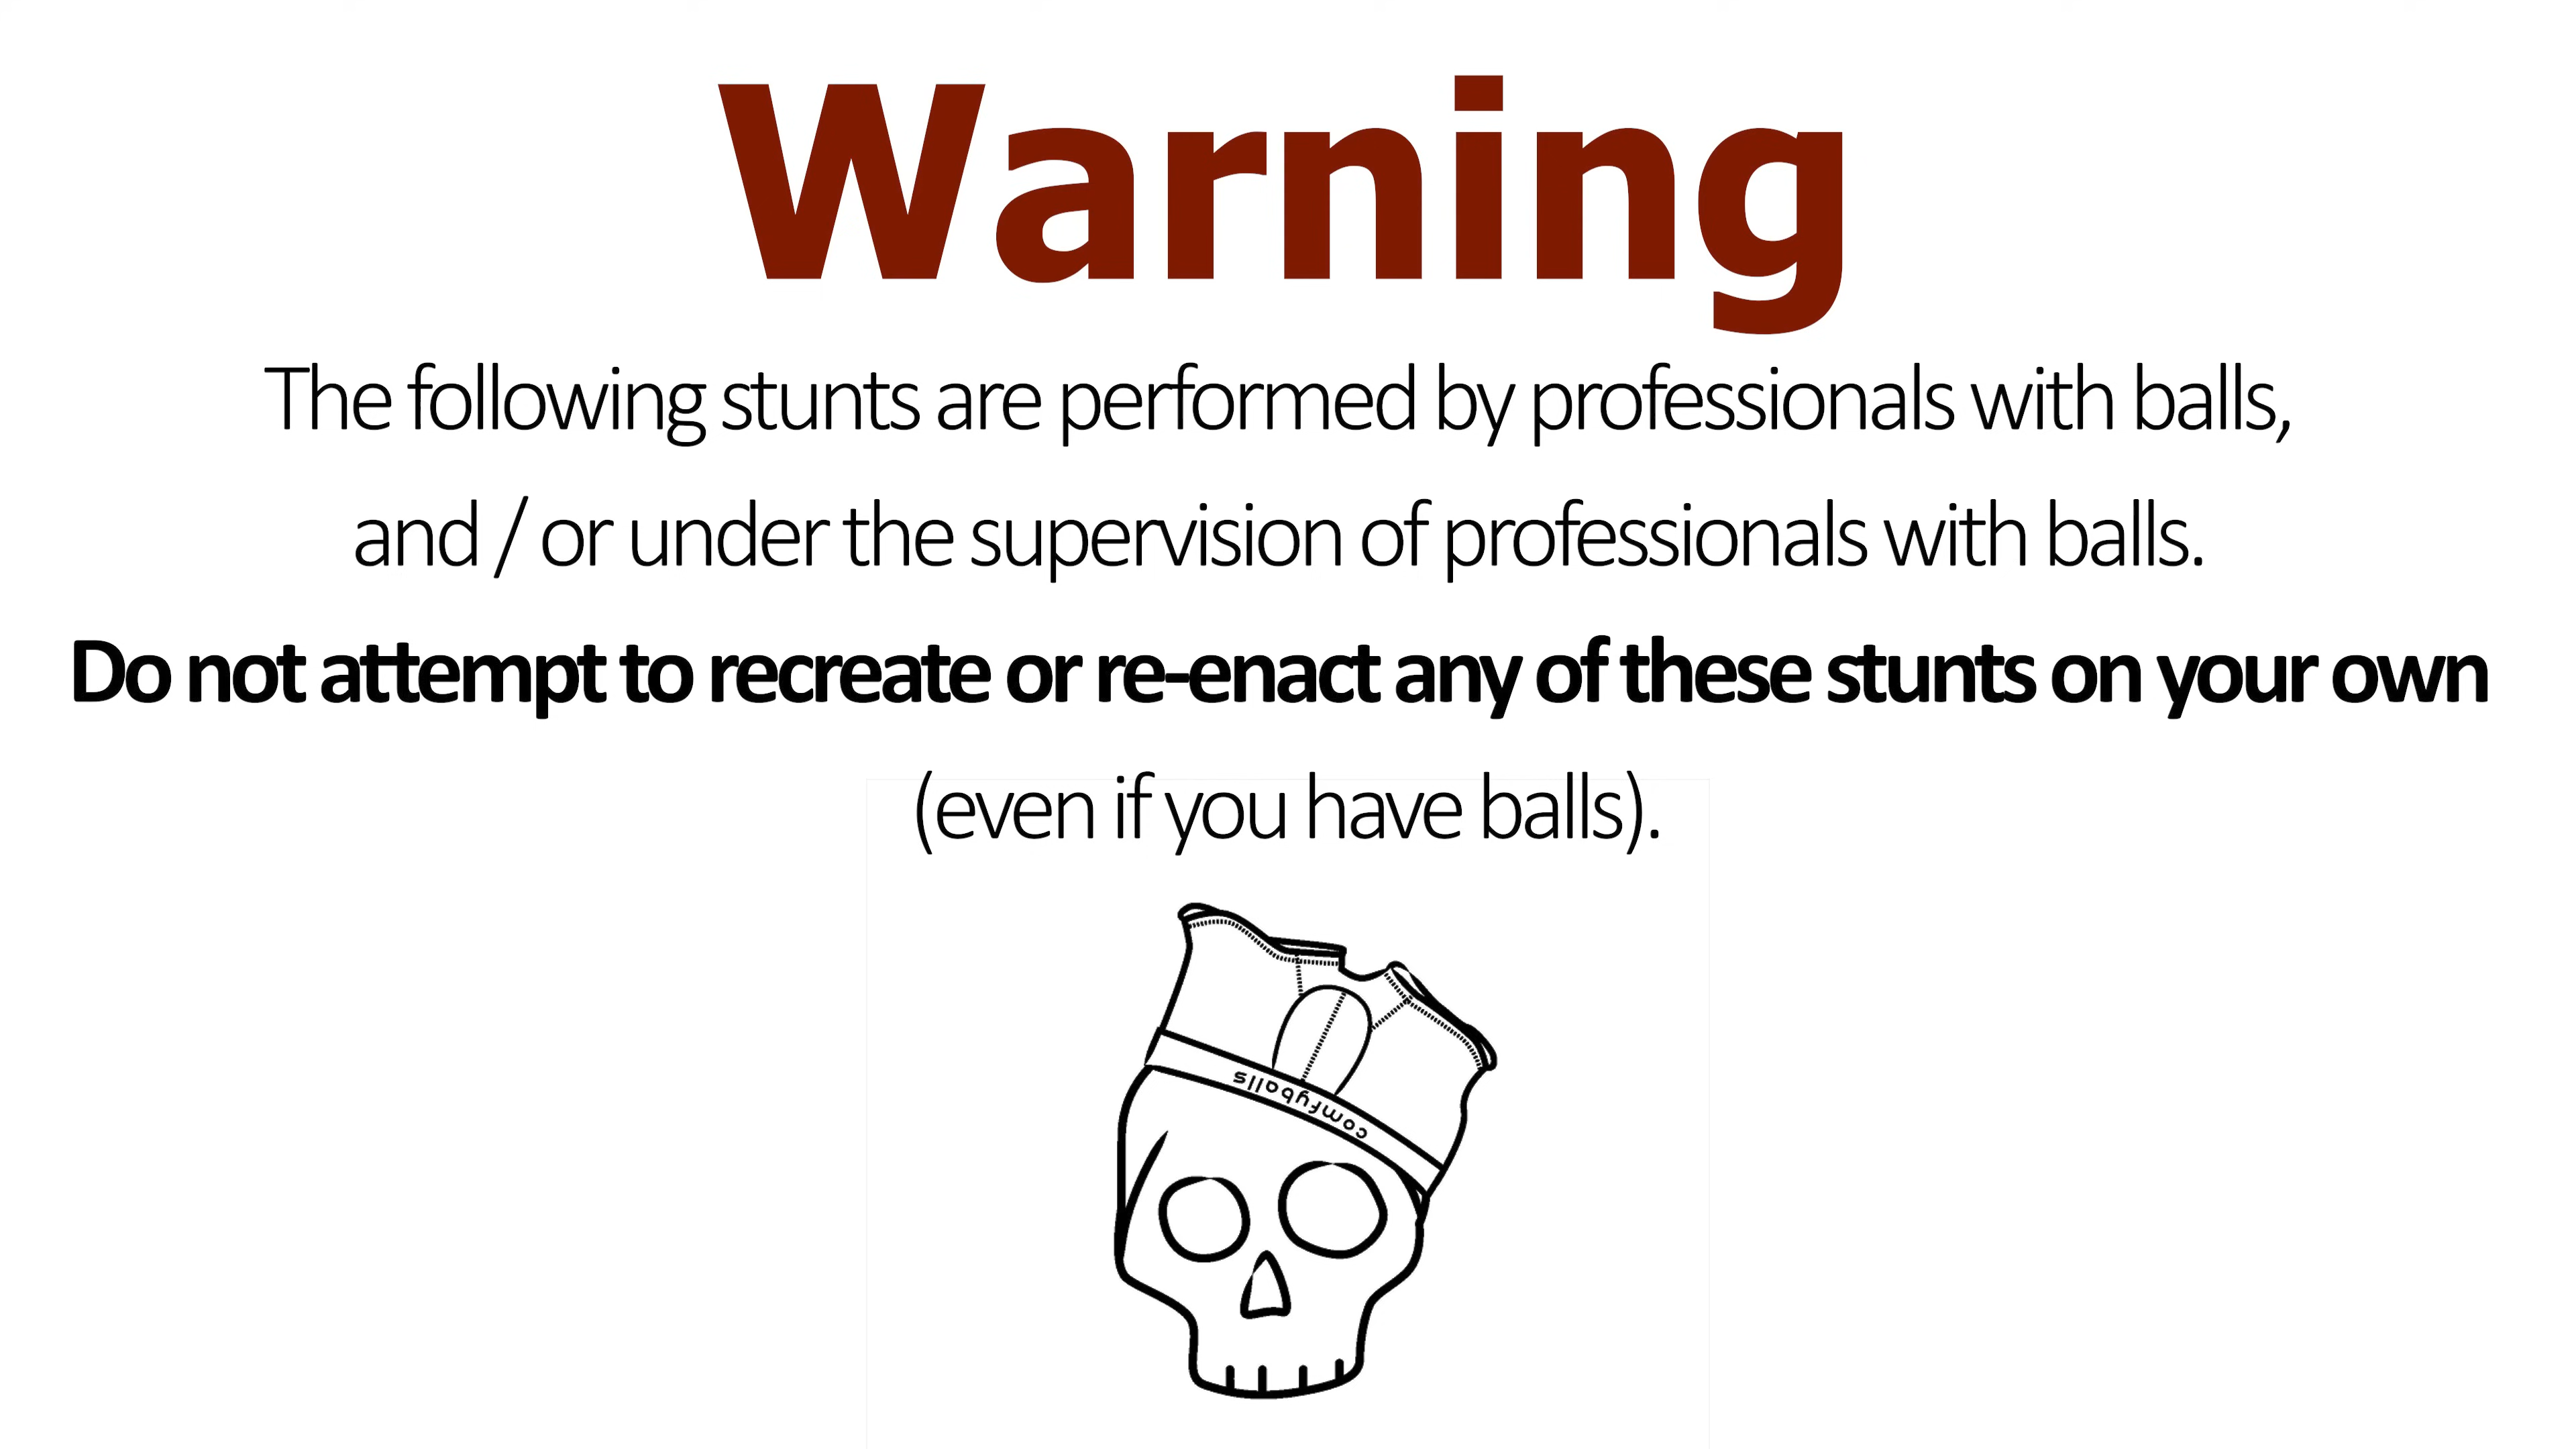 Warning
The following stunts are performed by professionals with balls,
and / or under the supervision of professionals with balls.
Do not attempt to recreate or re-enact any of these stunts on your own
(even if you have balls).
comfyballs